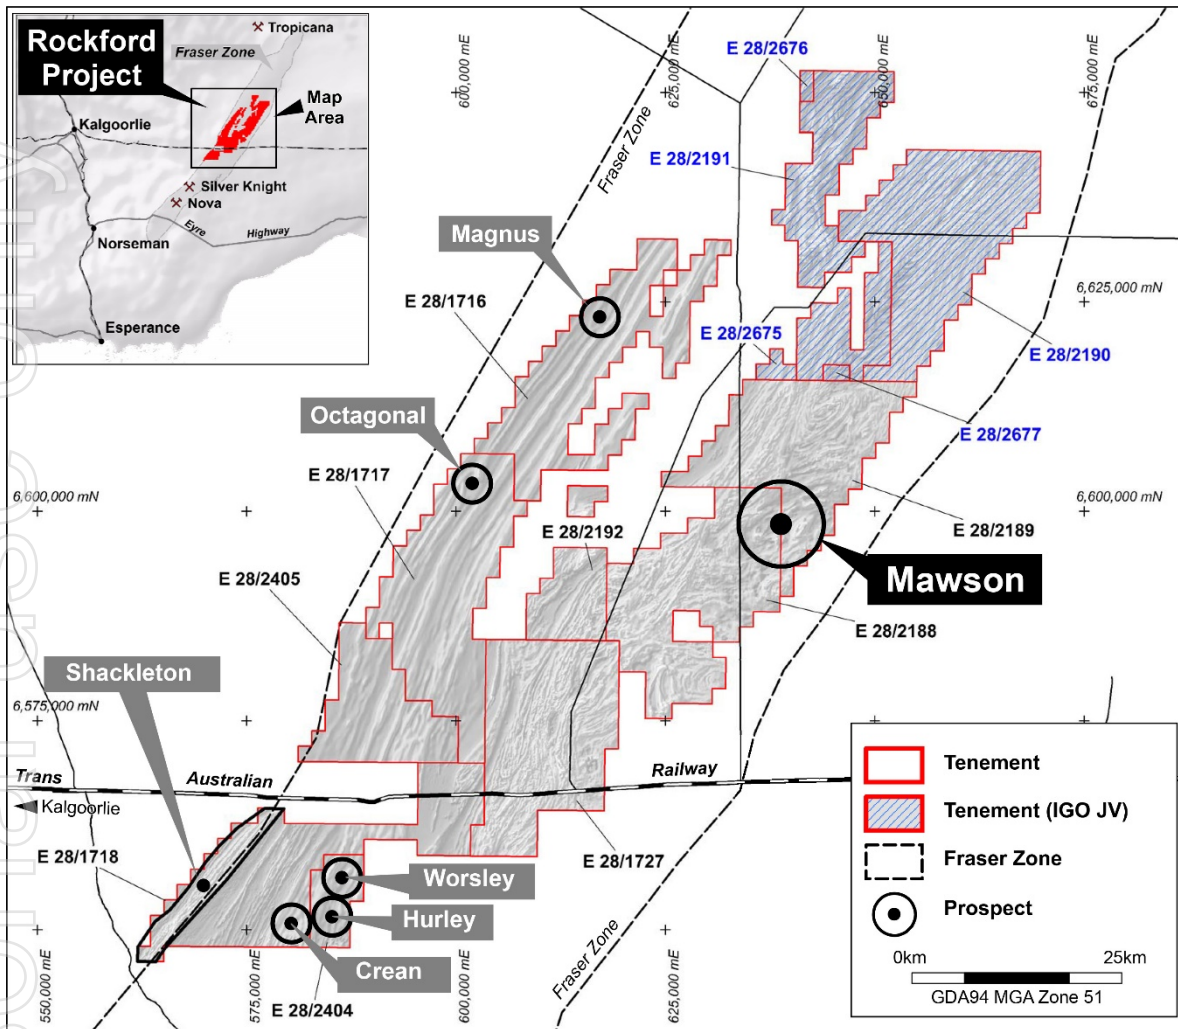 Rockford
Project
Tropicana
Fraser Zone
Map
Area
Kalgoorlie
Silver Knight
Nova
Eyre
Highway
Norseman
Esperance
600,000 mE
625,000 mE
650,000 mE
675,000 mE
E 28/2676
Fraser Zone
E 28/2191
Magnus
E 28/1716
6,625,000 mN
E 28/2675
E 28/2190
Octagonal
E 28/2677
E 28/1717
6,600,000 mN
6,600,000 mN
E 28/2192
E 28/2189
E 28/2405
Mawson
E 28/2188
Shackleton
6,575,000 mN
Trans Australian Railway
Kalgoorlie
E 28/1718
E 28/1727
Worsley
Hurley
Crean
E 28/2404
Fraser Zone
550,000 mE
575,000 mE
600,000 mE
625,000 mE
Tenement
Tenement (IGO JV)
Fraser Zone
Prospect
0km 25km
GDA94 MGA Zone 51